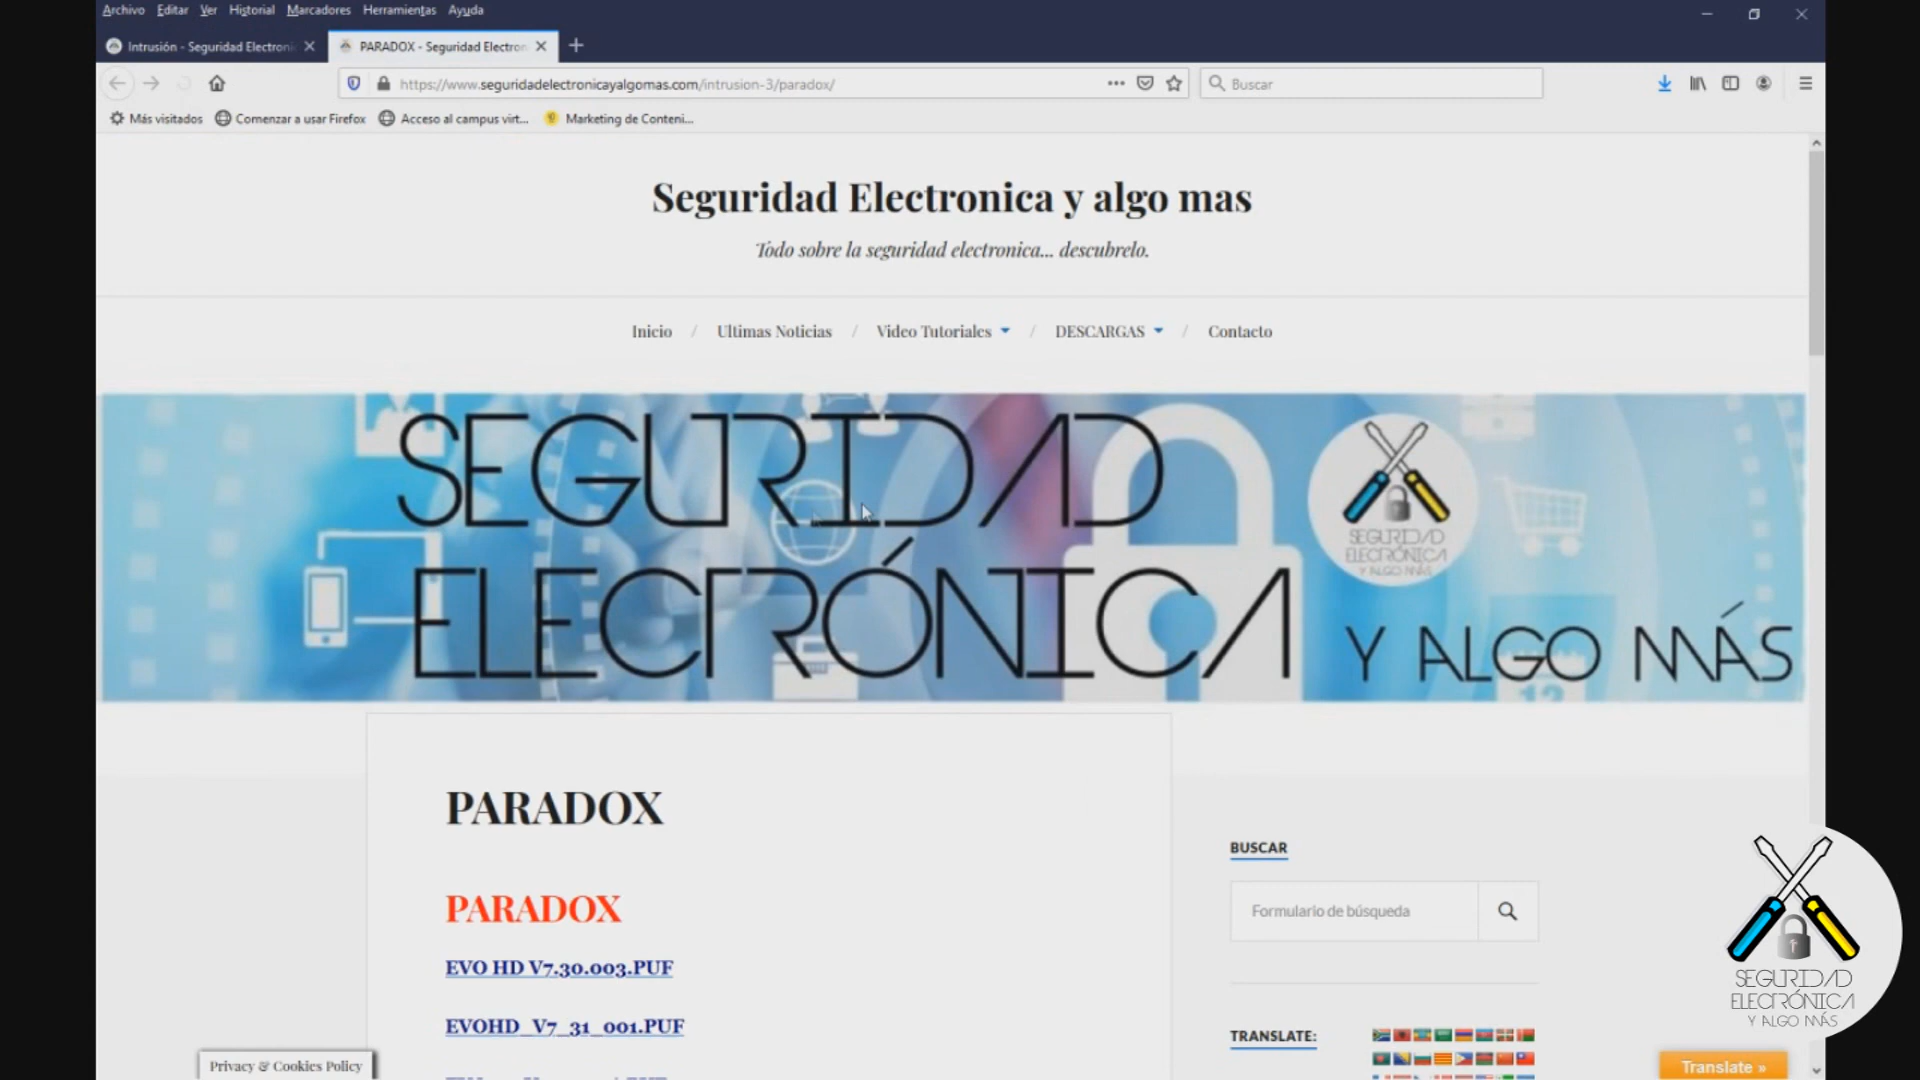 Archivo Editar Ver Historial Marcadores Herramientas Ayuda
Intrusión - Seguridad Electroni
PARADOX - Seguridad Electron
https://www.seguridadelectronicayalgomas.com/intrusion-3/paradox/
Buscar
Más visitados Comenzar a usar Firefox Acceso al campus virt... Marketing de Conteni...
Seguridad Electronica y algo mas
Todo sobre la seguridad electronica... descubrelo.
Inicio / Ultimas Noticias / Video Tutoriales / DESCARGAS / Contacto
SEGURIDAD
ELECTRÓNICA
Y ALGO MÁS
SEGURIDAD
ELECTRÓNICA
Y ALGO MÁS
12
PARADOX
PARADOX
EVO HD V7.30.003.PUF
EVOHD_V7_31_001.PUF
BUSCAR
Formulario de búsqueda
TRANSLATE:
Privacy & Cookies Policy
Translate »
SEGURIDAD
ELECTRÓNICA
Y ALGO MÁS